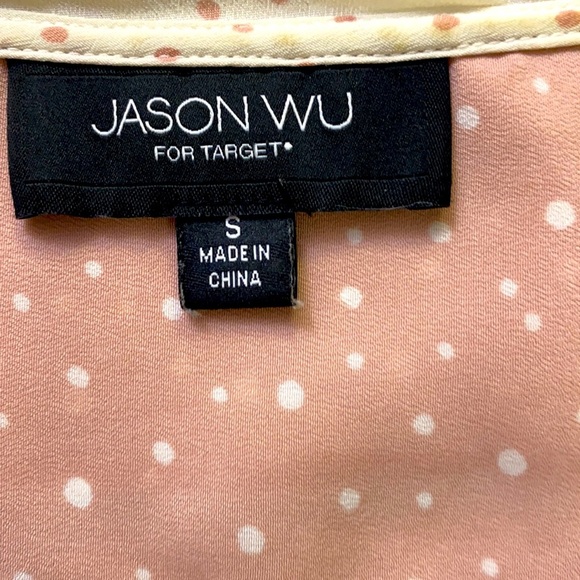 JASON WU
FOR TARGET
S
MADE IN
CHINA